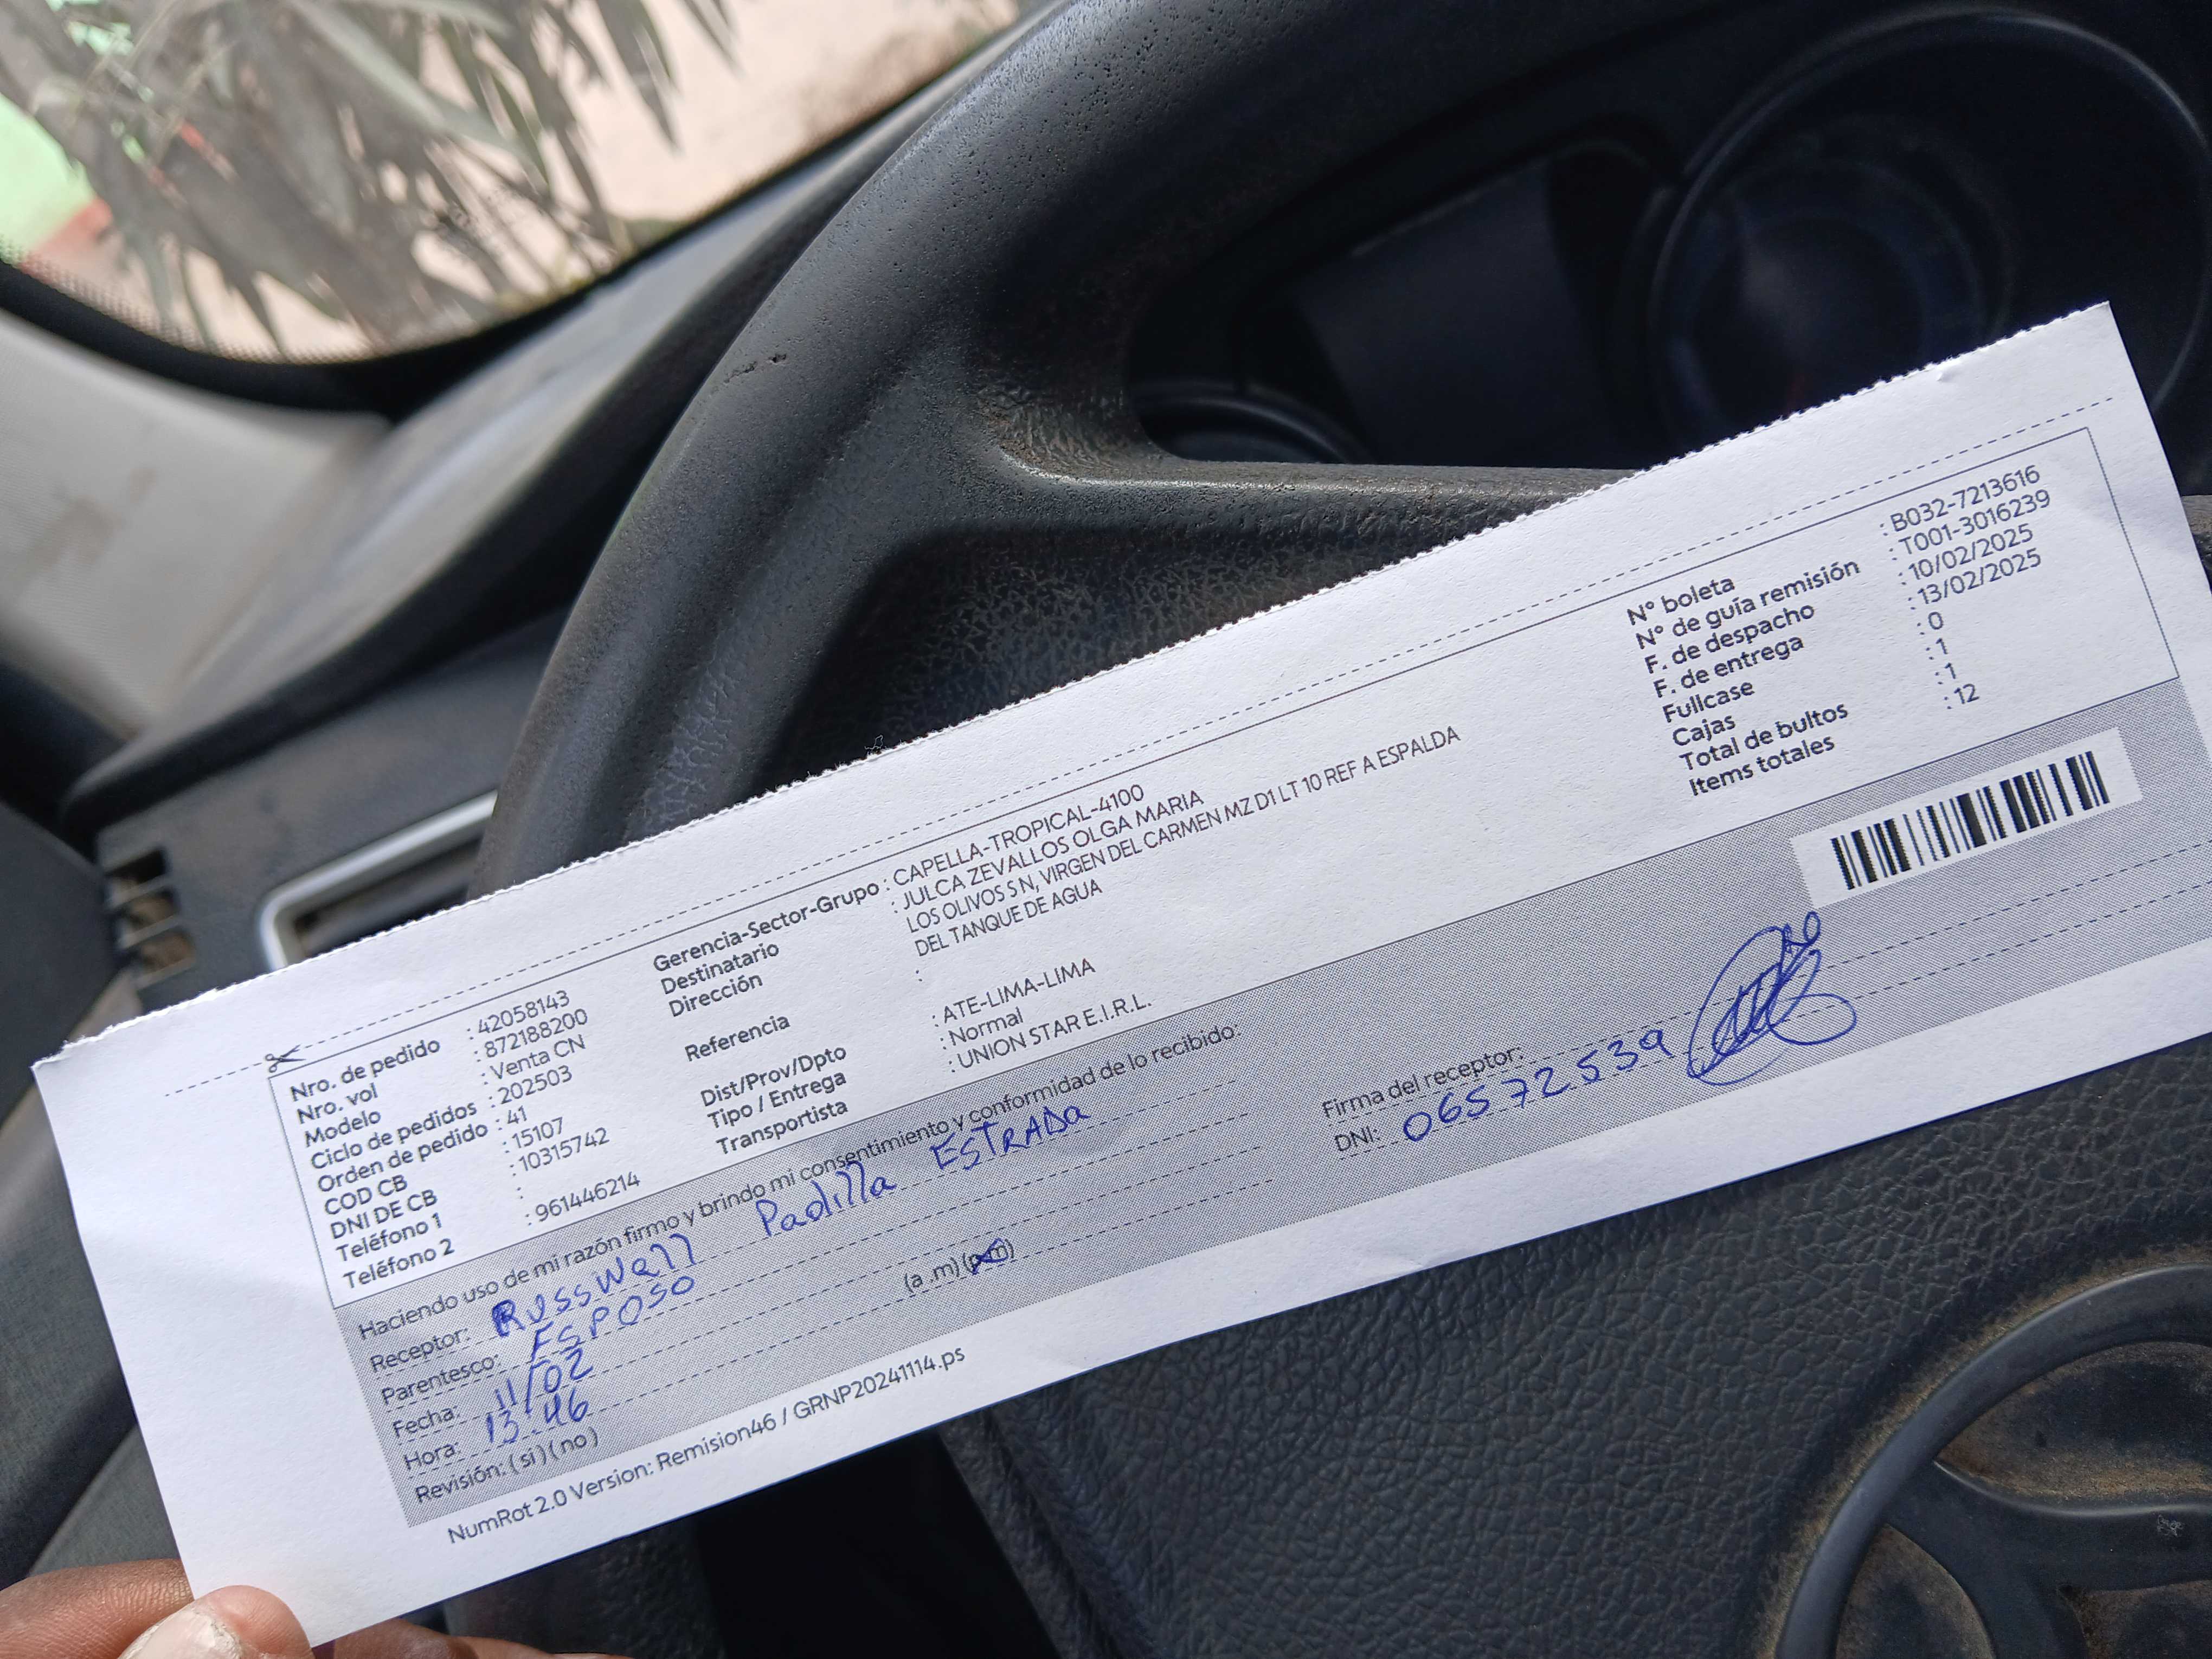 Nro. de pedido : 42058143
Nro. vol : 872188200
Modelo : Venta CN
Ciclo de pedidos : 202503
Orden de pedido : 41
COD CB : 15107
DNI DE CB : 10315742
Teléfono 1 :
Teléfono 2 : 961446214
Gerencia-Sector-Grupo : CAPELLA-TROPICAL-4100
Destinatario : JULCA ZEVALLOS OLGA MARIA
Dirección LOS OLIVOS S N, VIRGEN DEL CARMEN MZ D1 LT 10 REF A ESPALDA
DEL TANQUE DE AGUA
Referencia :
Dist/Prov/Dpto : ATE-LIMA-LIMA
Tipo / Entrega : Normal
Transportista : UNION STAR E.I.R.L.
N° boleta : B032-7213616
N° de guía remisión : T001-3016239
F. de despacho : 10/02/2025
F. de entrega : 13/02/2025
Fullcase : 0
Cajas : 1
Total de bultos : 1
Items totales : 12
Haciendo uso de mi razón firmo y brindo mi consentimiento y conformidad de lo recibido:
Receptor: RUSSWall Padilla ESTRADa
Parentesco: ESPOSO
Fecha: 11/02
Hora: 13:46 (a .m) (p.m)
Revisión: ( si ) ( no )
Firma del receptor:
DNI: 06572539
NumRot 2.0 Version: Remision46 / GRNP20241114.ps